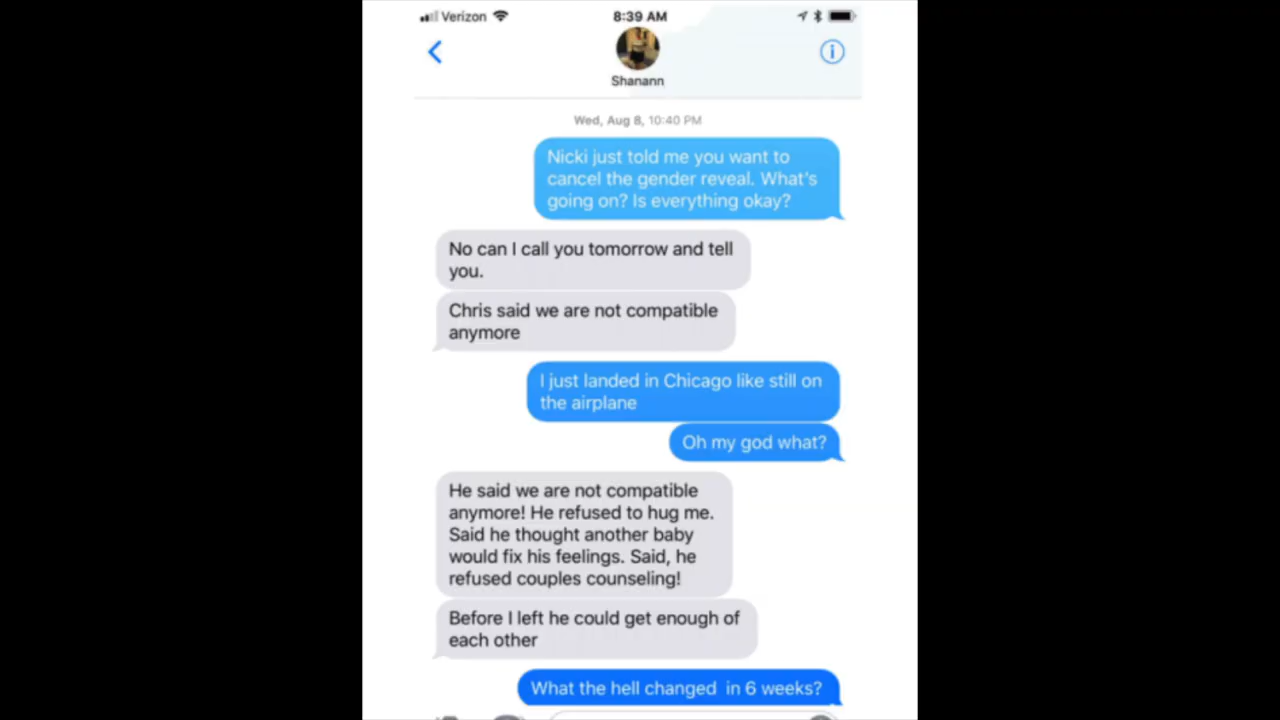 Verizon
8:39 AM
Shanann
Wed, Aug 8, 10:40 PM
Nicki just told me you want to
cancel the gender reveal. What's
going on? Is everything okay?
No can I call you tomorrow and tell
you.
Chris said we are not compatible
anymore
I just landed in Chicago like still on
the airplane
Oh my god what?
He said we are not compatible
anymore! He refused to hug me.
Said he thought another baby
would fix his feelings. Said, he
refused couples counseling!
Before I left he could get enough of
each other
What the hell changed in 6 weeks?